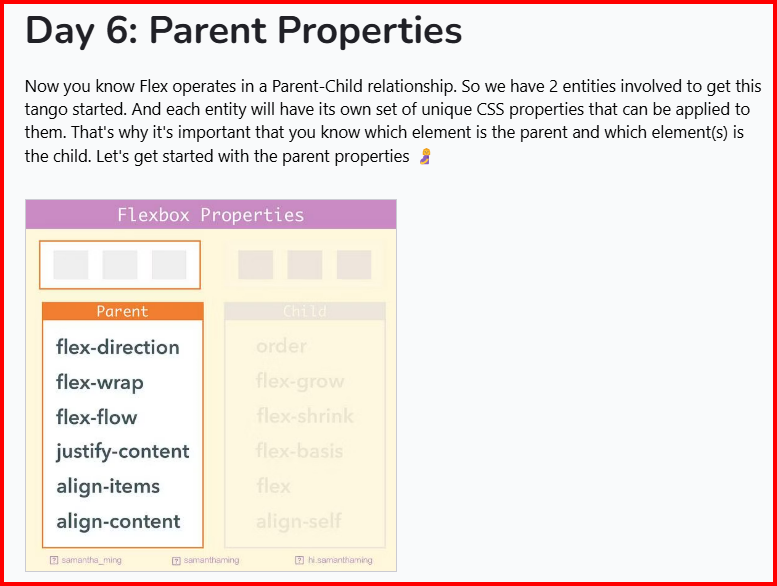 Day 6: Parent Properties
Now you know Flex operates in a Parent-Child relationship. So we have 2 entities involved to get this
tango started. And each entity will have its own set of unique CSS properties that can be applied to
them. That's why it's important that you know which element is the parent and which element(s) is
the child. Let's get started with the parent properties 🤱
Flexbox Properties
Parent
flex-direction
flex-wrap
flex-flow
justify-content
align-items
align-content
Child
order
flex-grow
flex-shrink
flex-basis
flex
align-self
samantha_ming
samanthaming
hi.samanthaming